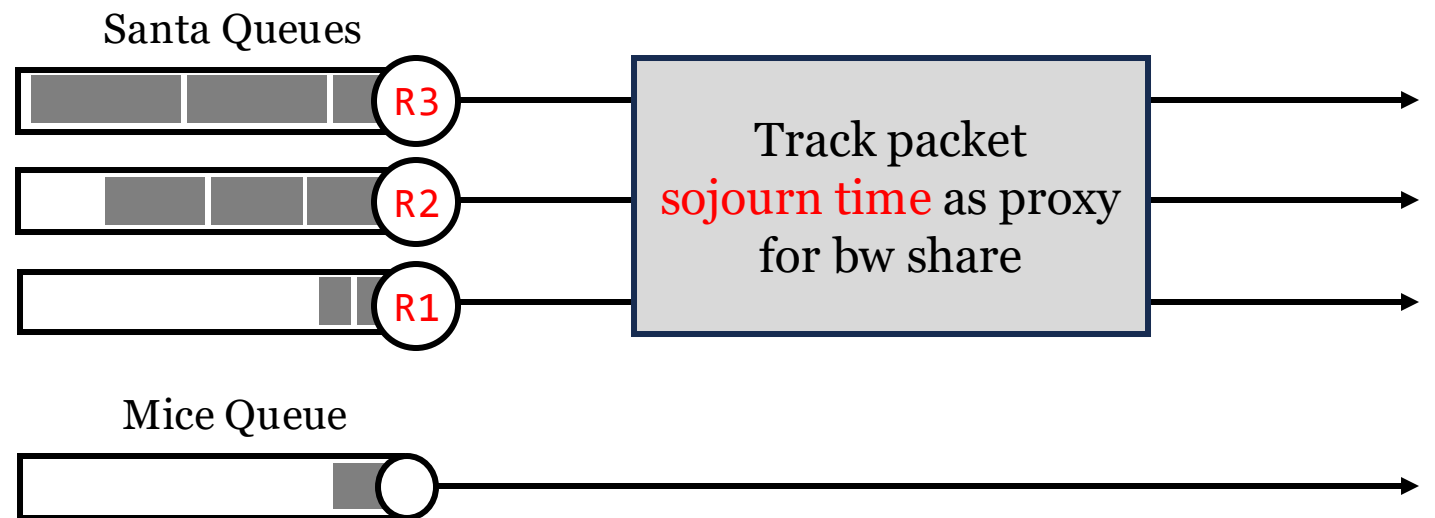 Santa Queues
R3
R2
R1
Track packet
sojourn time as proxy
for bw share
Mice Queue